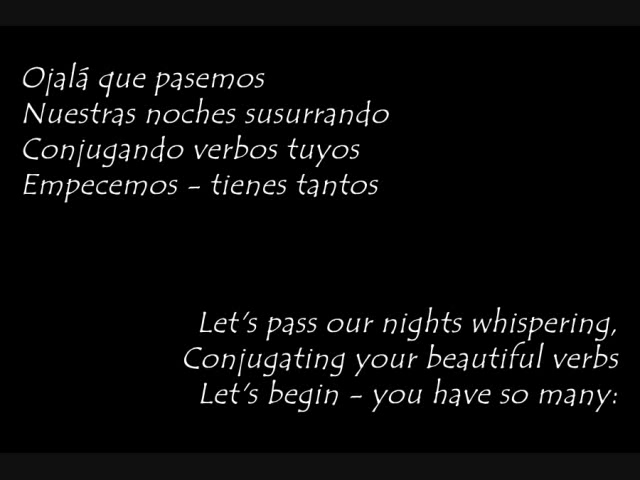 Ojalá que pasemos
Nuestras noches susurrando
Conjugando verbos tuyos
Empecemos - tienes tantos
Let's pass our nights whispering,
Conjugating your beautiful verbs
Let's begin - you have so many: